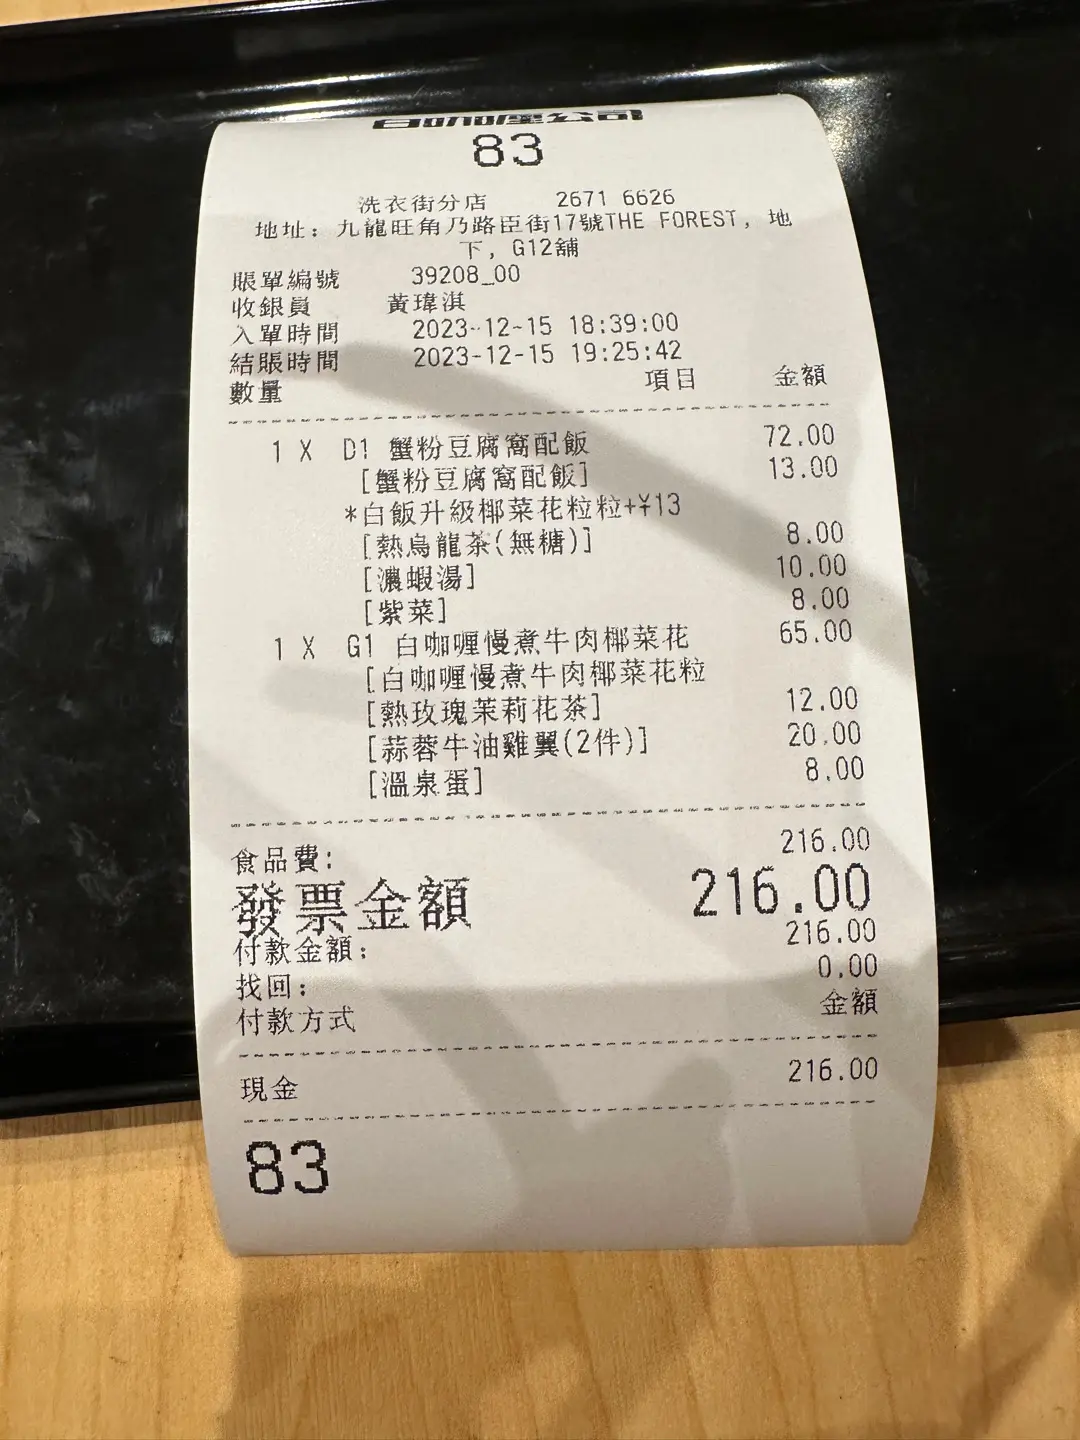 白咖喱公司
83
洗衣街分店 2671 6626
地址：九龍旺角乃路臣街17號THE FOREST，地
下，G12舖
賬單編號 39208_00
收銀員 黃瑋淇
入單時間 2023-12-15 18:39:00
結賬時間 2023-12-15 19:25:42
數量 項目 金額
1 X D1 蟹粉豆腐窩配飯 72.00
[蟹粉豆腐窩配飯] 13.00
*白飯升級椰菜花粒粒+¥13
[熱烏龍茶(無糖)] 8.00
[濃蝦湯] 10.00
[紫菜] 8.00
1 X G1 白咖喱慢煮牛肉椰菜花 65.00
[白咖喱慢煮牛肉椰菜花粒
[熱玫瑰茉莉花茶] 12.00
[蒜蓉牛油雞翼(2件)] 20.00
[溫泉蛋] 8.00
食品費： 216.00
發票金額 216.00
付款金額： 216.00
找回： 0.00
付款方式 金額
現金 216.00
83